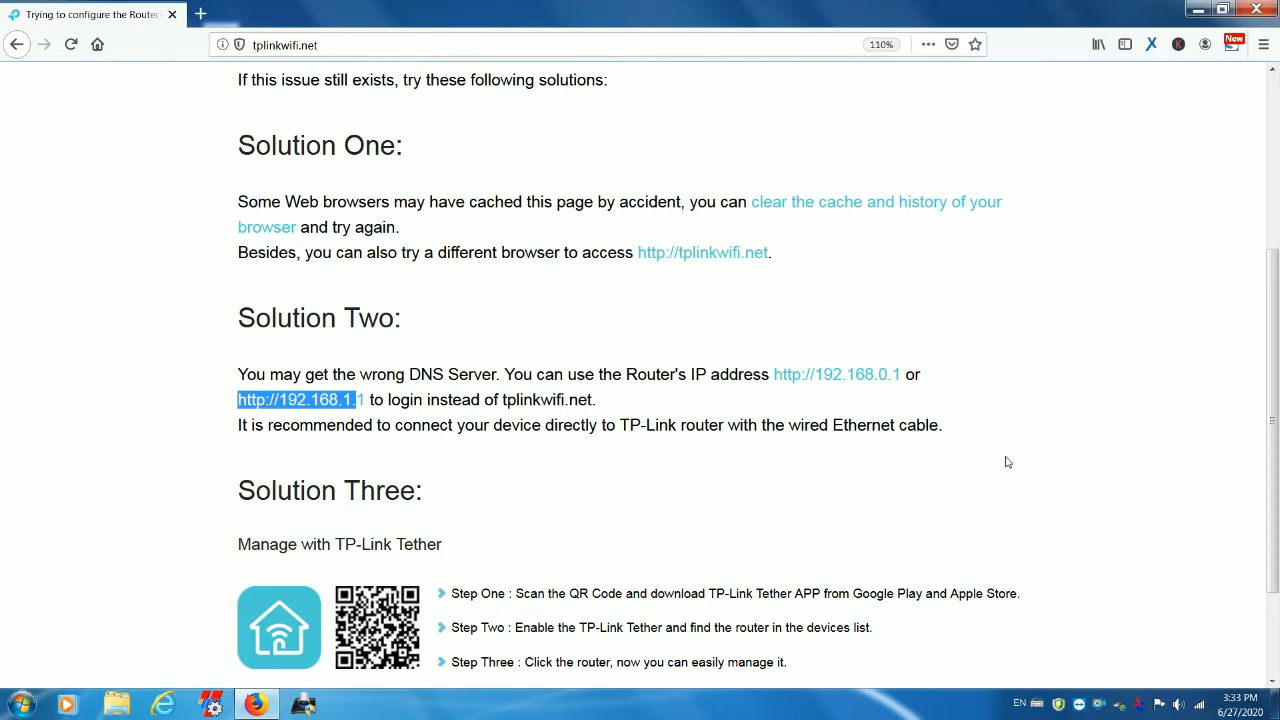 Trying to configure the Router
tplinkwifi.net
110%
New
If this issue still exists, try these following solutions:
Solution One:
Some Web browsers may have cached this page by accident, you can clear the cache and history of your
browser and try again.
Besides, you can also try a different browser to access http://tplinkwifi.net.
Solution Two:
You may get the wrong DNS Server. You can use the Router's IP address http://192.168.0.1 or
http://192.168.1.1 to login instead of tplinkwifi.net.
It is recommended to connect your device directly to TP-Link router with the wired Ethernet cable.
Solution Three:
Manage with TP-Link Tether
Step One : Scan the QR Code and download TP-Link Tether APP from Google Play and Apple Store.
Step Two : Enable the TP-Link Tether and find the router in the devices list.
Step Three : Click the router, now you can easily manage it.
EN
3:33 PM
6/27/2020